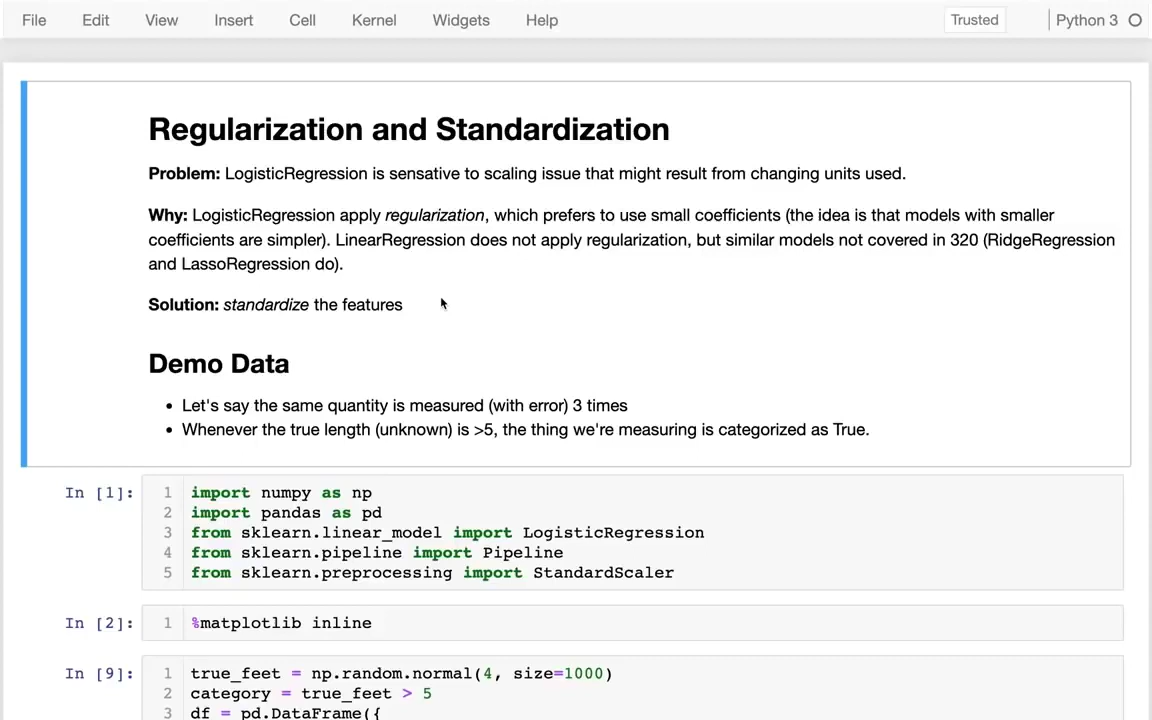 File Edit View Insert Cell Kernel Widgets Help Trusted Python 3
Regularization and Standardization
Problem: LogisticRegression is sensative to scaling issue that might result from changing units used.
Why: LogisticRegression apply regularization, which prefers to use small coefficients (the idea is that models with smaller
coefficients are simpler). LinearRegression does not apply regularization, but similar models not covered in 320 (RidgeRegression
and LassoRegression do).
Solution: standardize the features
Demo Data
• Let's say the same quantity is measured (with error) 3 times
• Whenever the true length (unknown) is >5, the thing we're measuring is categorized as True.
In [1]: 1 import numpy as np
2 import pandas as pd
3 from sklearn.linear_model import LogisticRegression
4 from sklearn.pipeline import Pipeline
5 from sklearn.preprocessing import StandardScaler
In [2]: 1 %matplotlib inline
In [9]: 1 true_feet = np.random.normal(4, size=1000)
2 category = true_feet > 5
3 df = pd.DataFrame({